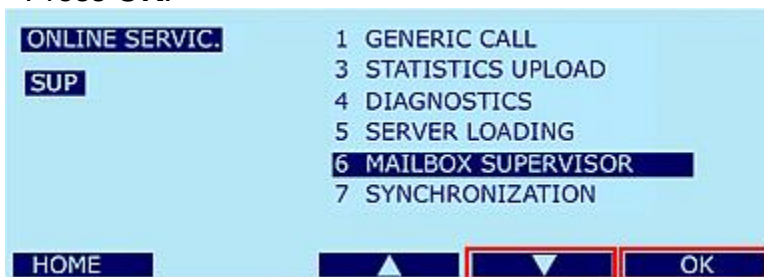 ONLINE SERVIC.
SUP
1 GENERIC CALL
3 STATISTICS UPLOAD
4 DIAGNOSTICS
5 SERVER LOADING
6 MAILBOX SUPERVISOR
7 SYNCHRONIZATION
HOME ▲ ▼ OK